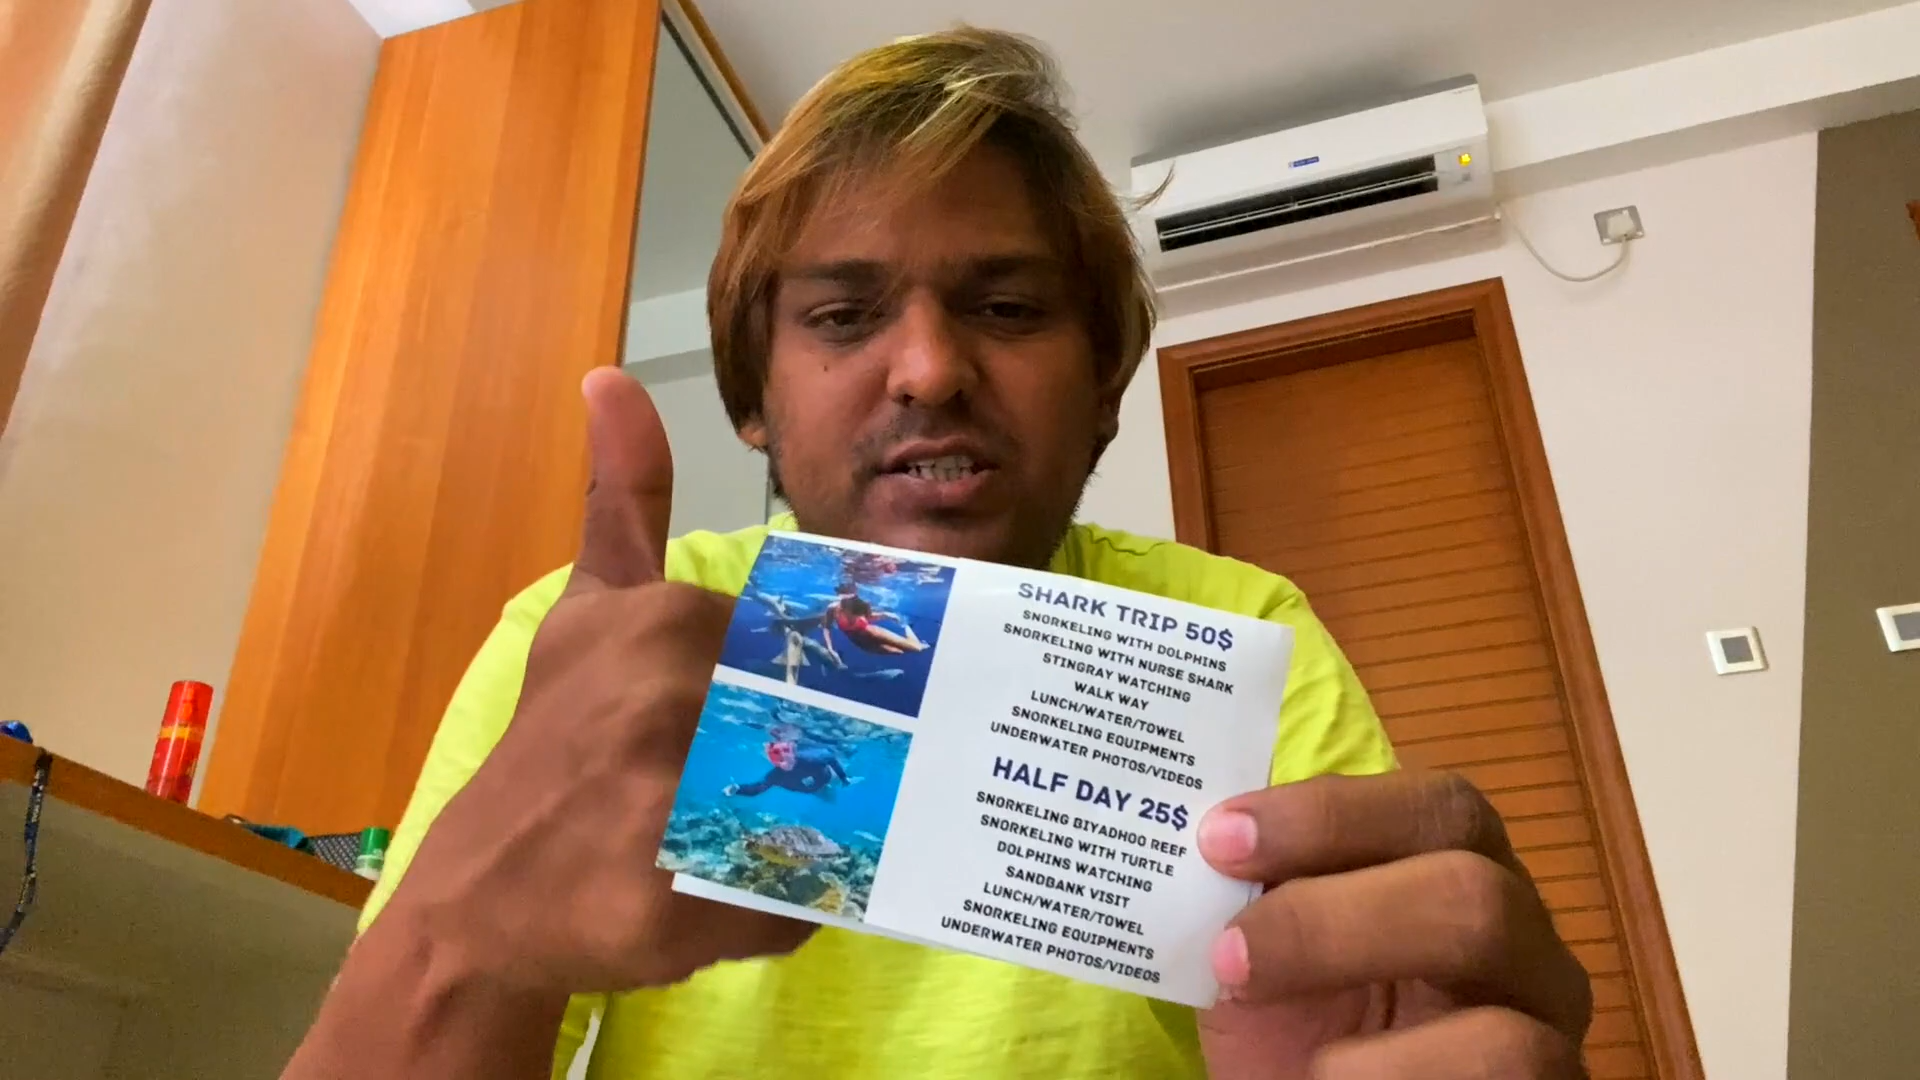 SHARK TRIP 50$
SNORKELING WITH DOLPHINS
SNORKELING WITH NURSE SHARK
STINGRAY WATCHING
WALK WAY
LUNCH/WATER/TOWEL
SNORKELING EQUIPMENTS
UNDERWATER PHOTOS/VIDEOS
HALF DAY 25$
SNORKELING BIYADHOO REEF
SNORKELING WITH TURTLE
DOLPHINS WATCHING
SANDBANK VISIT
LUNCH/WATER/TOWEL
SNORKELING EQUIPMENTS
UNDERWATER PHOTOS/VIDEOS